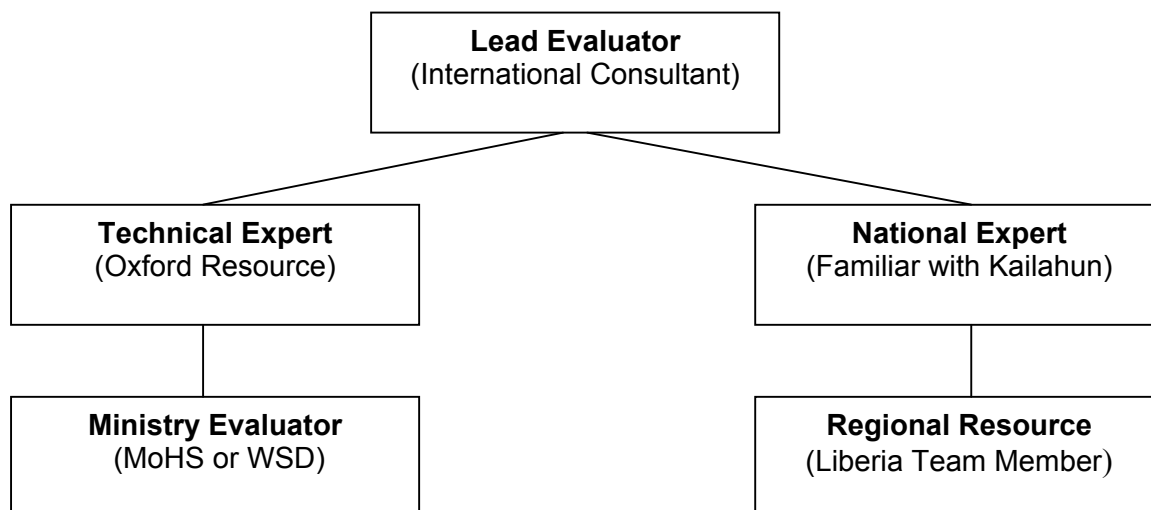 Lead Evaluator
(International Consultant)
Technical Expert
(Oxford Resource)
National Expert
(Familiar with Kailahun)
Ministry Evaluator
(MoHS or WSD)
Regional Resource
(Liberia Team Member)